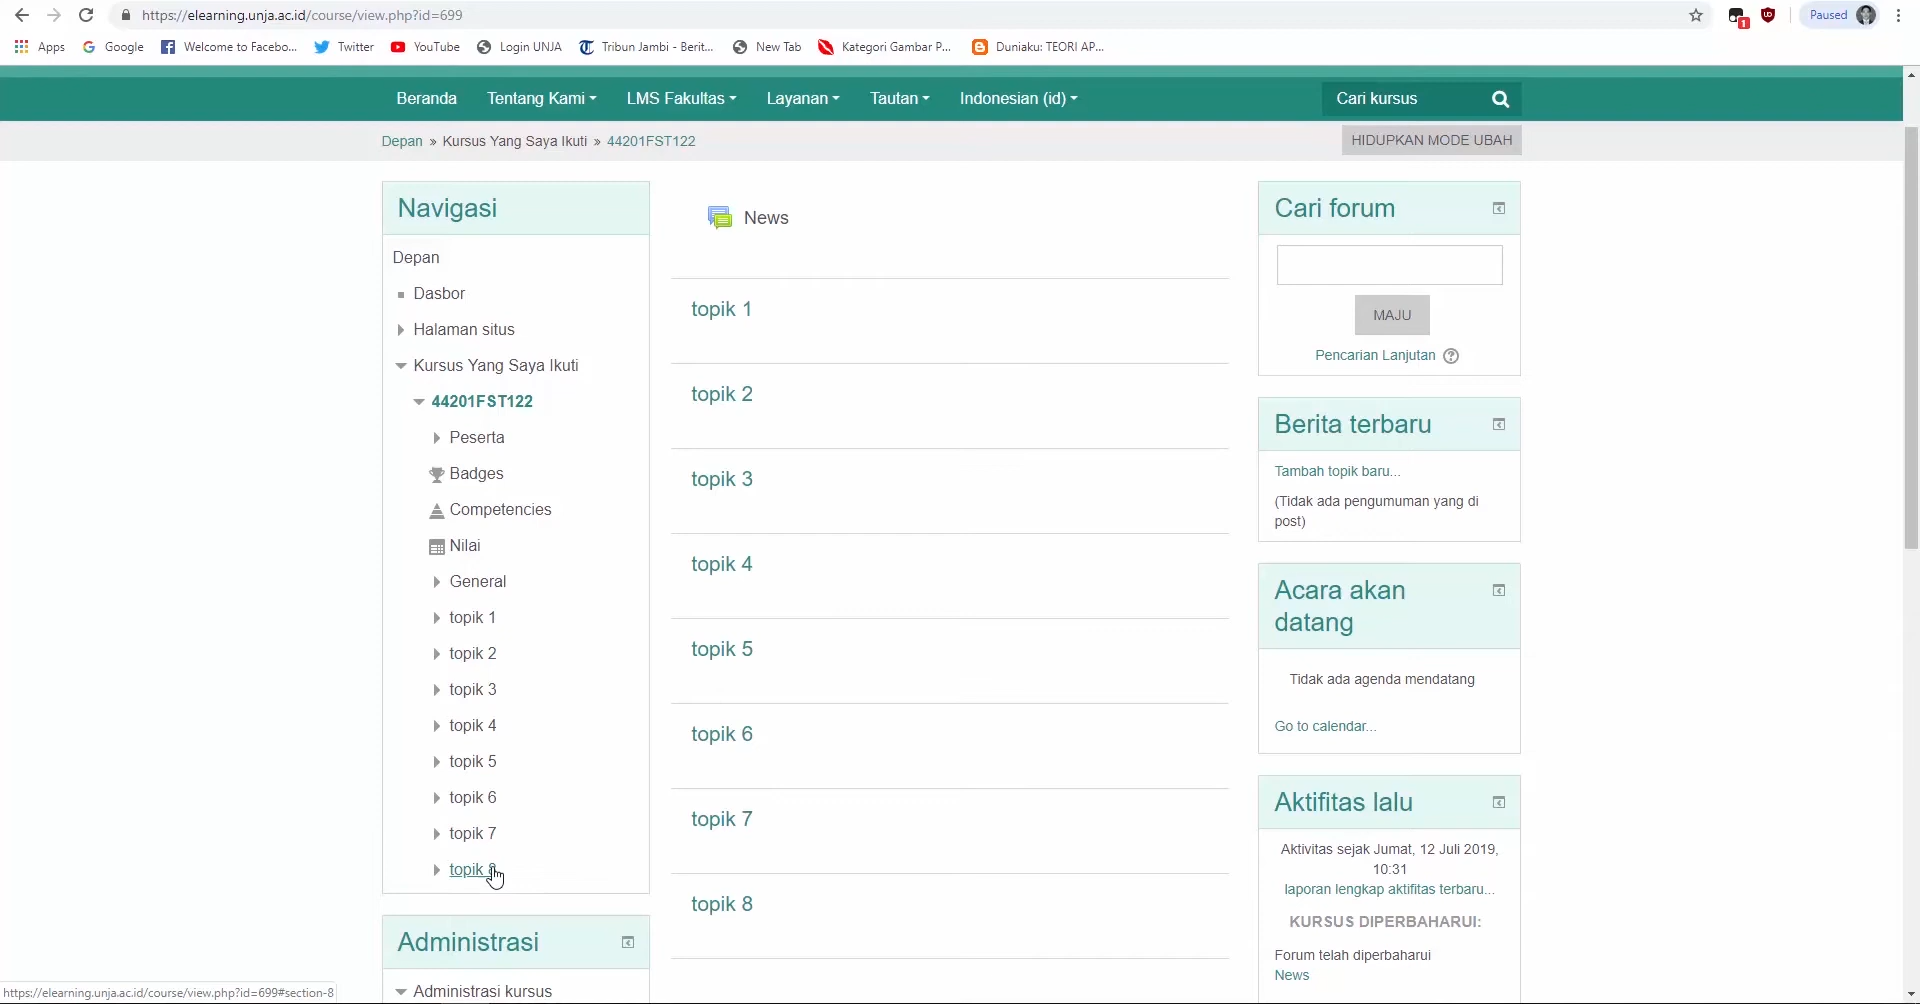 https://elearning.unja.ac.id/course/view.php?id=699
Paused
1
Apps
Google
Welcome to Facebo...
Twitter
YouTube
Login UNJA
Tribun Jambi - Berit...
New Tab
Kategori Gambar P...
Duniaku: TEORI AP...
Beranda
Tentang Kami
LMS Fakultas
Layanan
Tautan
Indonesian (id)
Cari kursus
Depan » Kursus Yang Saya Ikuti » 44201FST122
HIDUPKAN MODE UBAH
Navigasi
Depan
Dasbor
Halaman situs
Kursus Yang Saya Ikuti
44201FST122
Peserta
Badges
Competencies
Nilai
General
topik 1
topik 2
topik 3
topik 4
topik 5
topik 6
topik 7
topik 8
Administrasi
Administrasi kursus
News
topik 1
topik 2
topik 3
topik 4
topik 5
topik 6
topik 7
topik 8
Cari forum
MAJU
Pencarian Lanjutan
Berita terbaru
Tambah topik baru...
(Tidak ada pengumuman yang di
post)
Acara akan
datang
Tidak ada agenda mendatang
Go to calendar...
Aktifitas lalu
Aktivitas sejak Jumat, 12 Juli 2019,
10:31
laporan lengkap aktifitas terbaru...
KURSUS DIPERBAHARUI:
Forum telah diperbaharui
News
https://elearning.unja.ac.id/course/view.php?id=699#section-8